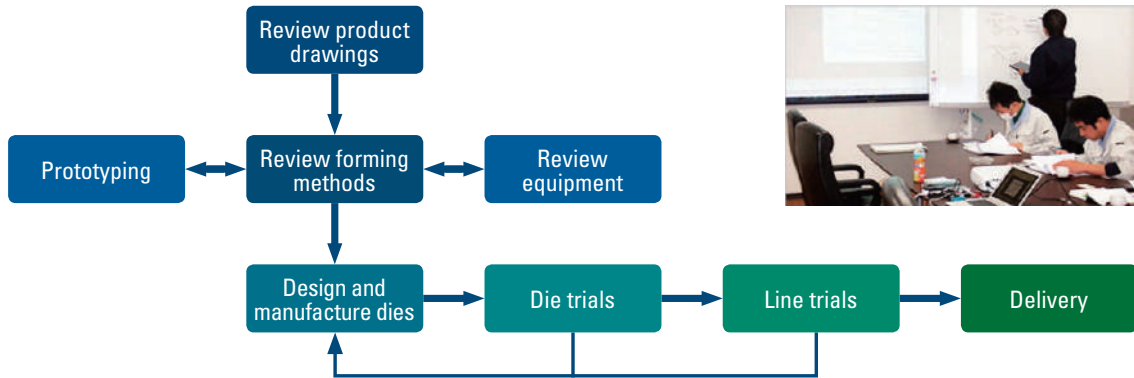 Review product
drawings
Prototyping
Review forming
methods
Review
equipment
Design and
manufacture dies
Die trials
Line trials
Delivery